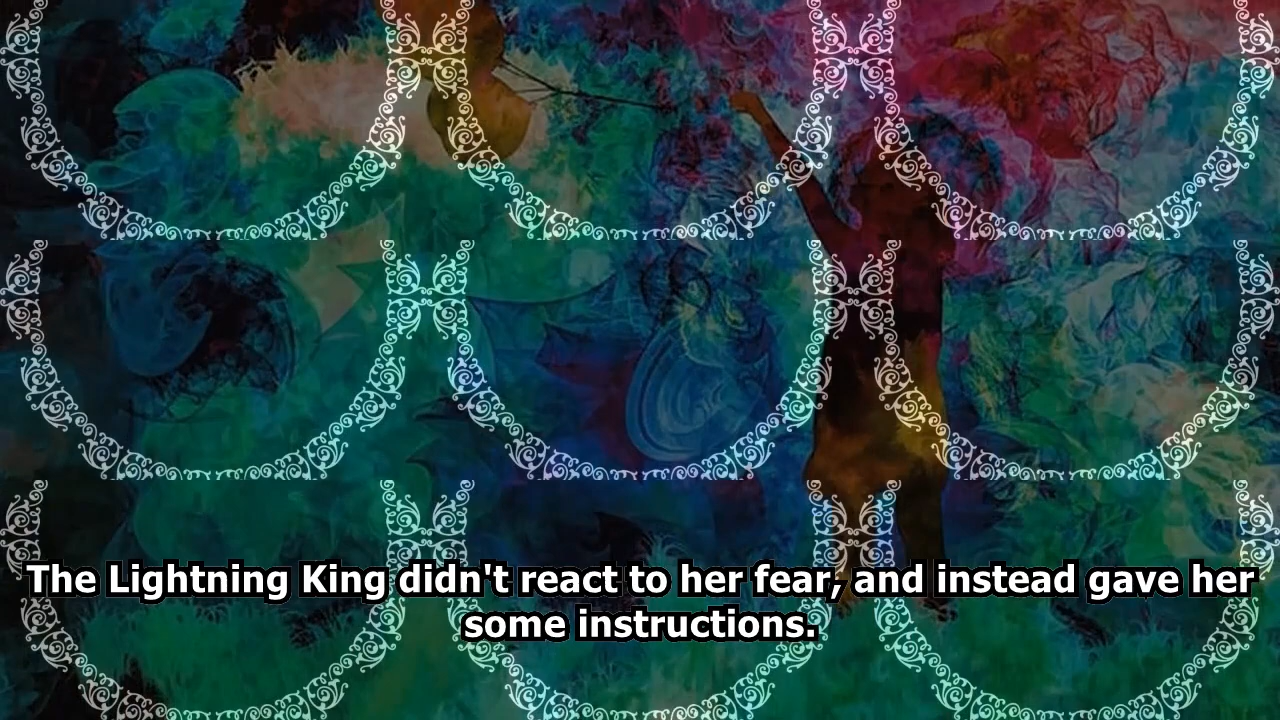 The Lightning King didn't react to her fear, and instead gave her
some instructions.